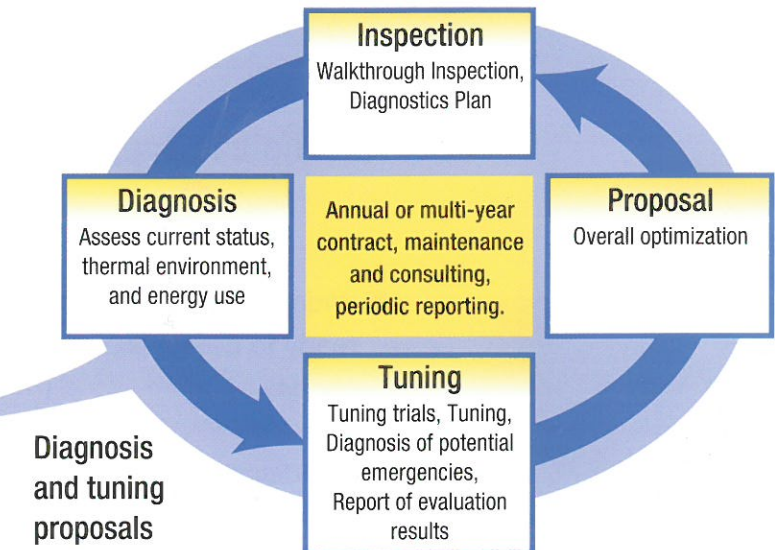 Inspection
Walkthrough Inspection,
Diagnostics Plan
Diagnosis
Assess current status,
thermal environment,
and energy use
Annual or multi-year
contract, maintenance
and consulting,
periodic reporting.
Proposal
Overall optimization
Tuning
Tuning trials, Tuning,
Diagnosis of potential
emergencies,
Report of evaluation
results
Diagnosis
and tuning
proposals